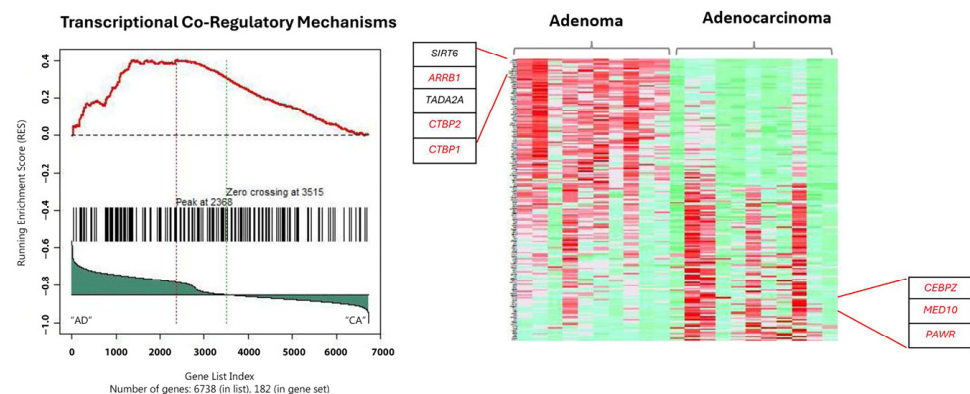 Transcriptional Co-Regulatory Mechanisms
Running Enrichment Score (RES)
0.4
0.2
0.0
-0.2
-0.4
-0.6
-0.8
-1.0
Zero crossing at 3515
Peak at 2368
"AD"
"CA"
0
1000
2000
3000
4000
5000
6000
7000
Gene List Index
Number of genes: 6738 (in list), 182 (in gene set)
Adenoma
Adenocarcinoma
SIRT6
ARRB1
TADA2A
CTBP2
CTBP1
CEBPZ
MED10
PAWR